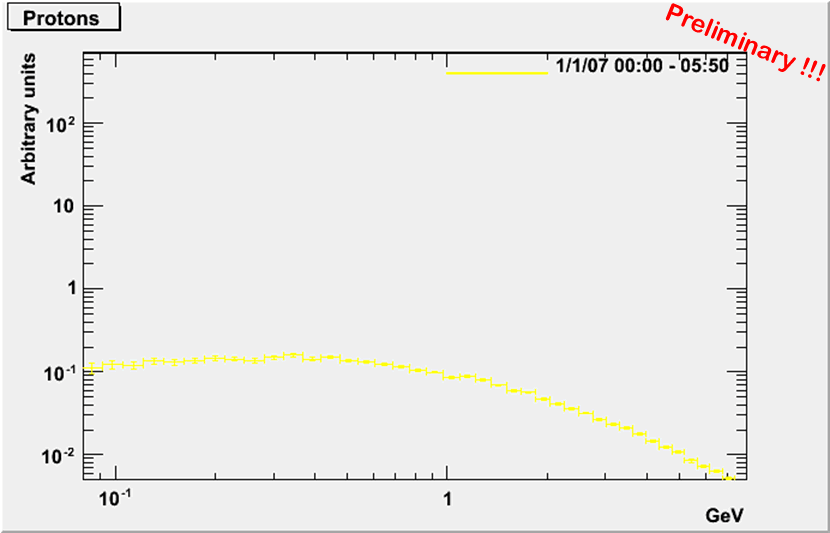 Protons
Preliminary !!!
Arbitrary units
1/1/07 00:00 - 05:50
10²
10
1
10⁻¹
10⁻²
10⁻¹
1
GeV